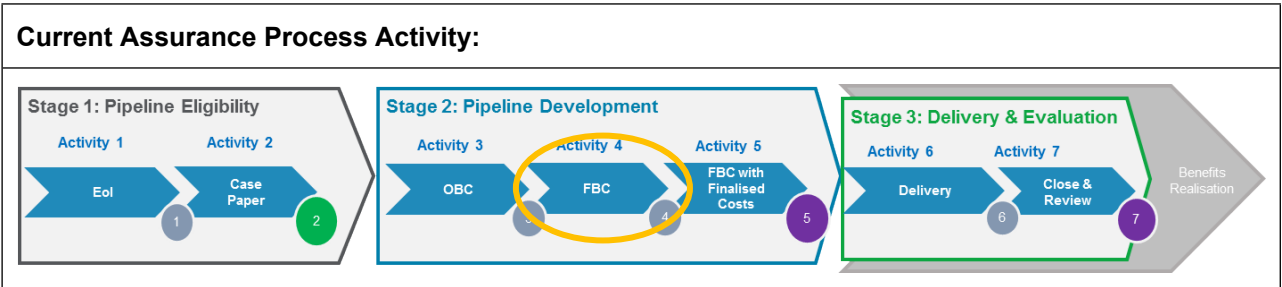 Current Assurance Process Activity:
Stage 1: Pipeline Eligibility
Activity 1
Activity 2
EoI
Case
Paper
1
2
Stage 2: Pipeline Development
Activity 3
Activity 4
Activity 5
OBC
FBC
FBC with
Finalised
Costs
3
4
5
Stage 3: Delivery & Evaluation
Activity 6
Activity 7
Delivery
Close &
Review
6
7
Benefits
Realisation